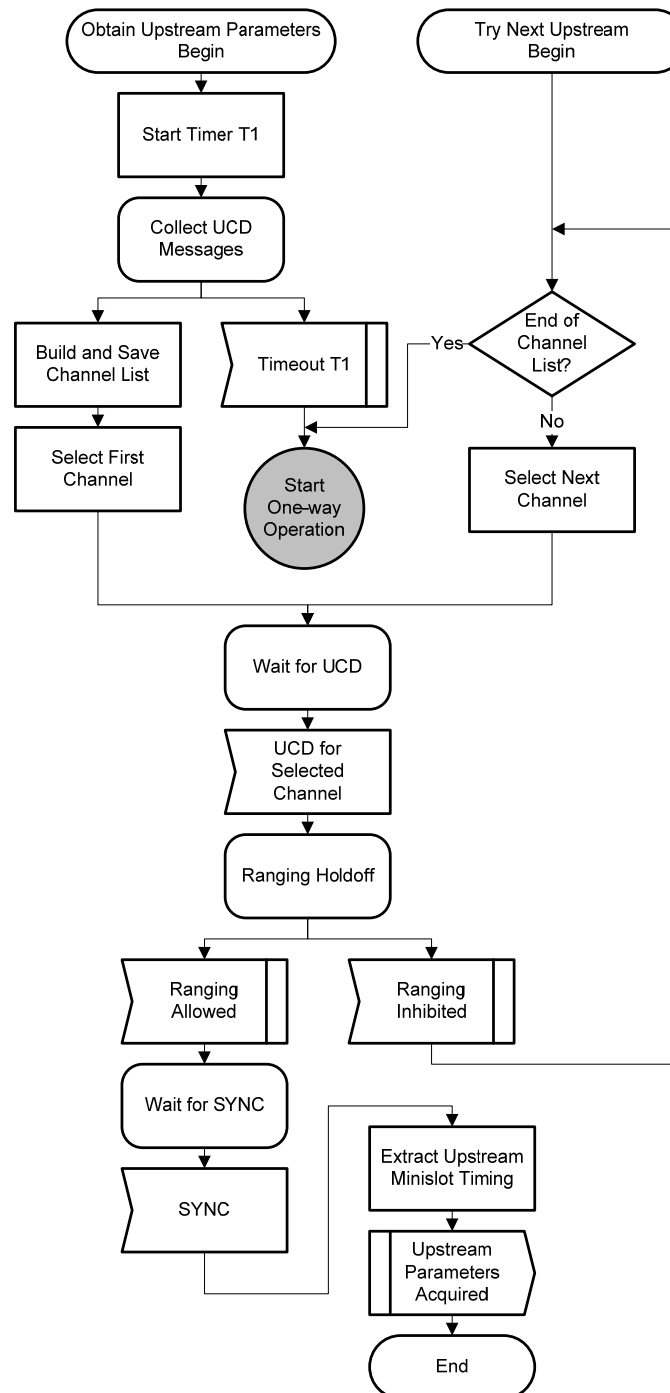 Obtain Upstream Parameters
Begin
Try Next Upstream
Begin
Start Timer T1
Collect UCD
Messages
Build and Save
Channel List
Timeout T1
Yes
End of
Channel
List?
No
Select First
Channel
Start
One-way
Operation
Select Next
Channel
Wait for UCD
UCD for
Selected
Channel
Ranging Holdoff
Ranging
Allowed
Ranging
Inhibited
Wait for SYNC
Extract Upstream
Minislot Timing
SYNC
Upstream
Parameters
Acquired
End